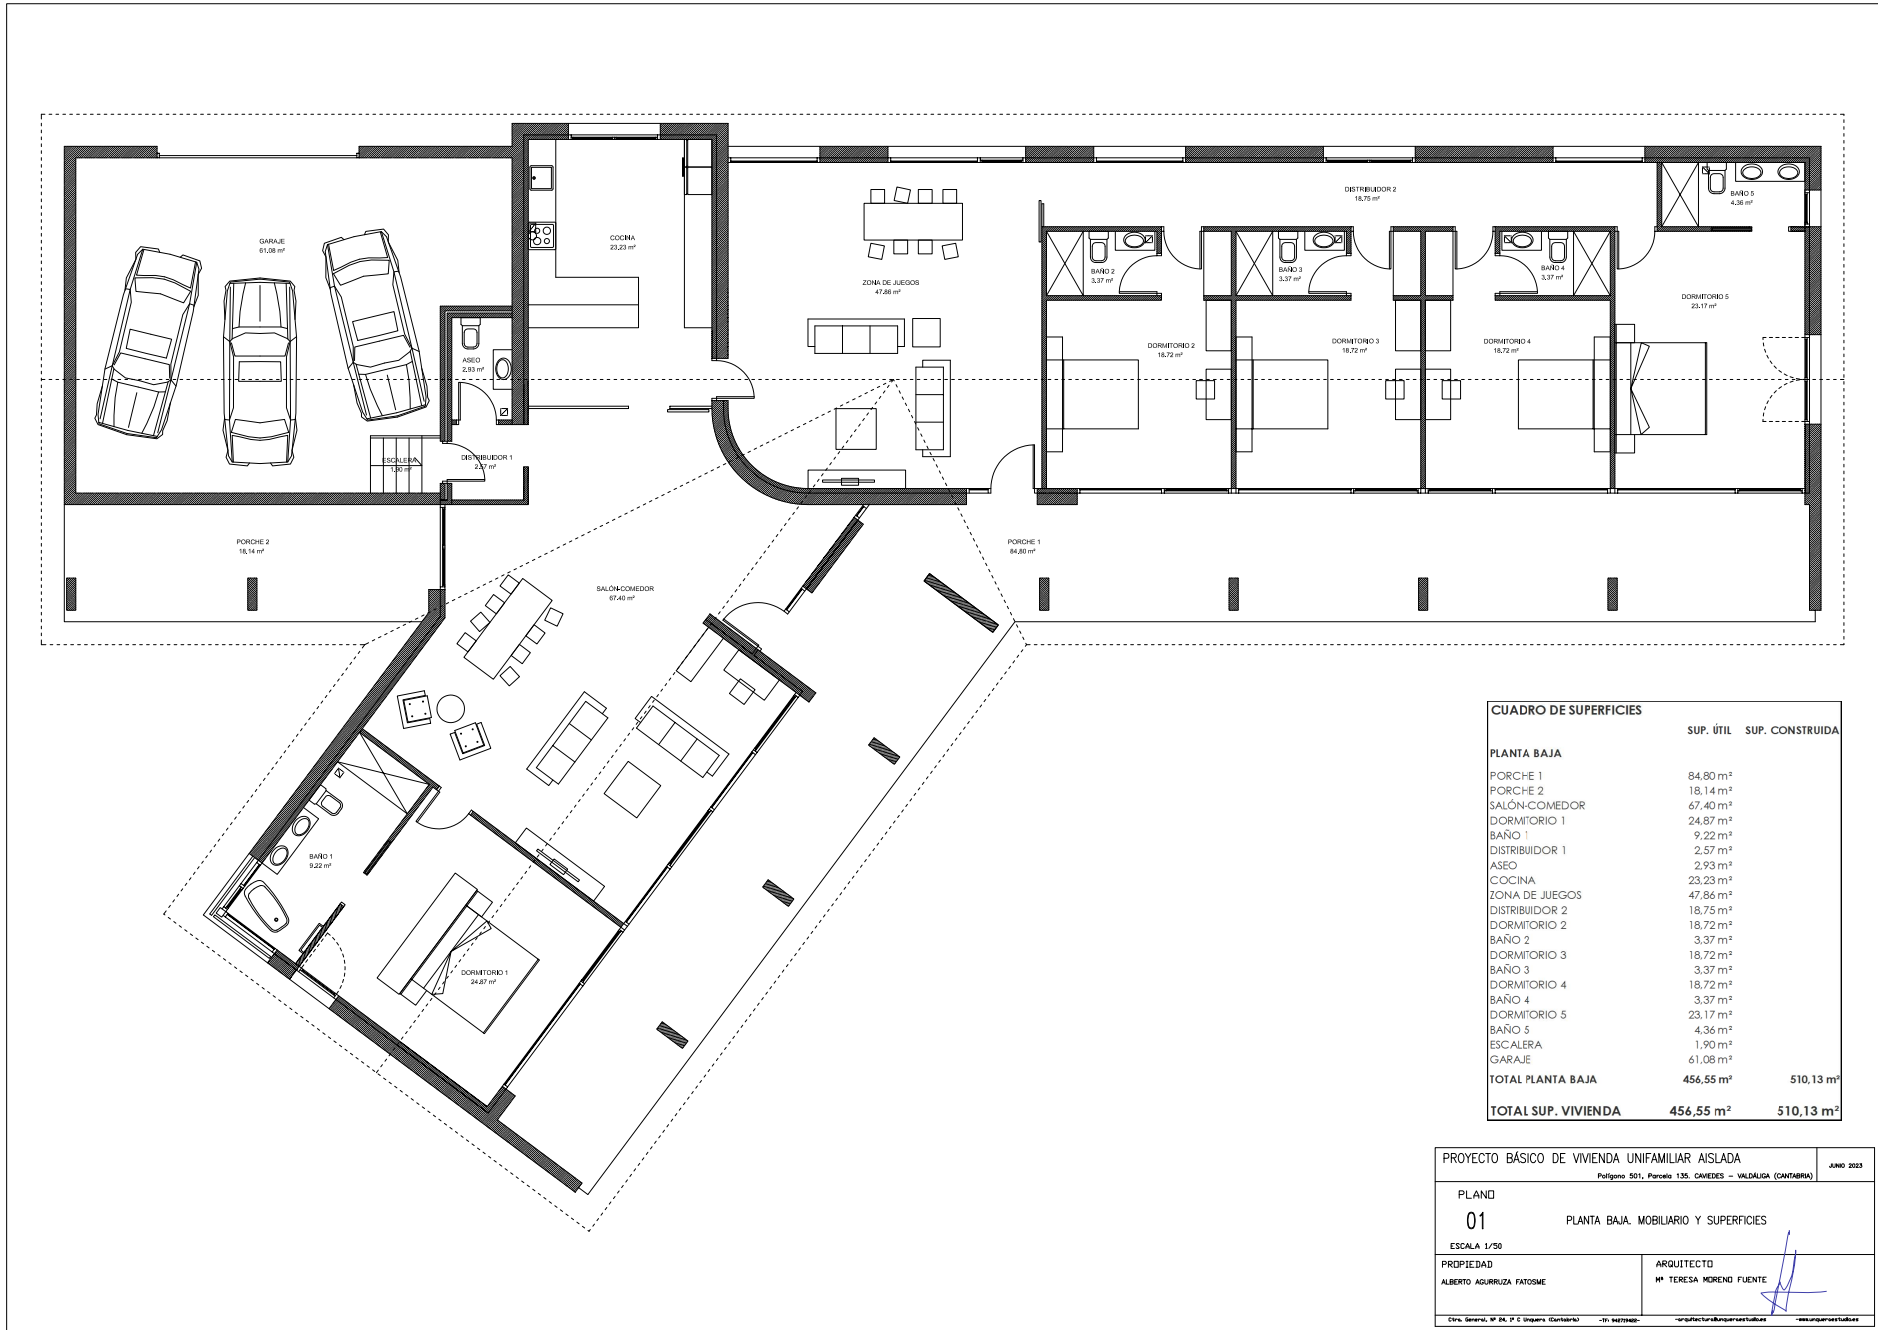 GARAJE
61,08 m²
COCINA
23,23 m²
ASEO
2,93 m²
ESCALERA
1,90 m²
DISTRIBUIDOR 1
2,57 m²
ZONA DE JUEGOS
47,86 m²
DISTRIBUIDOR 2
18,75 m²
BAÑO 2
3,37 m²
BAÑO 3
3,37 m²
BAÑO 4
3,37 m²
BAÑO 5
4,36 m²
DORMITORIO 2
18,72 m²
DORMITORIO 3
18,72 m²
DORMITORIO 4
18,72 m²
DORMITORIO 5
23,17 m²
PORCHE 2
18,14 m²
PORCHE 1
84,80 m²
SALÓN-COMEDOR
67,40 m²
BAÑO 1
9,22 m²
DORMITORIO 1
24,87 m²
CUADRO DE SUPERFICIES
SUP. ÚTIL SUP. CONSTRUIDA
PLANTA BAJA
PORCHE 1 84,80 m²
PORCHE 2 18,14 m²
SALÓN-COMEDOR 67,40 m²
DORMITORIO 1 24,87 m²
BAÑO 1 9,22 m²
DISTRIBUIDOR 1 2,57 m²
ASEO 2,93 m²
COCINA 23,23 m²
ZONA DE JUEGOS 47,86 m²
DISTRIBUIDOR 2 18,75 m²
DORMITORIO 2 18,72 m²
BAÑO 2 3,37 m²
DORMITORIO 3 18,72 m²
BAÑO 3 3,37 m²
DORMITORIO 4 18,72 m²
BAÑO 4 3,37 m²
DORMITORIO 5 23,17 m²
BAÑO 5 4,36 m²
ESCALERA 1,90 m²
GARAJE 61,08 m²
TOTAL PLANTA BAJA 456,55 m² 510,13 m²
TOTAL SUP. VIVIENDA 456,55 m² 510,13 m²
PROYECTO BÁSICO DE VIVIENDA UNIFAMILIAR AISLADA
JUNIO 2023
Polígono 501, Parcela 135. CAVIEDES - VALDÁLIGA (CANTABRIA)
PLANO
01
PLANTA BAJA. MOBILIARIO Y SUPERFICIES
ESCALA 1/50
PROPIEDAD
ALBERTO AGURRUZA FATOSME
ARQUITECTO
Mª TERESA MORENO FUENTE
Ctra. General, Nº 24, 1º C Unquera (Cantabria)